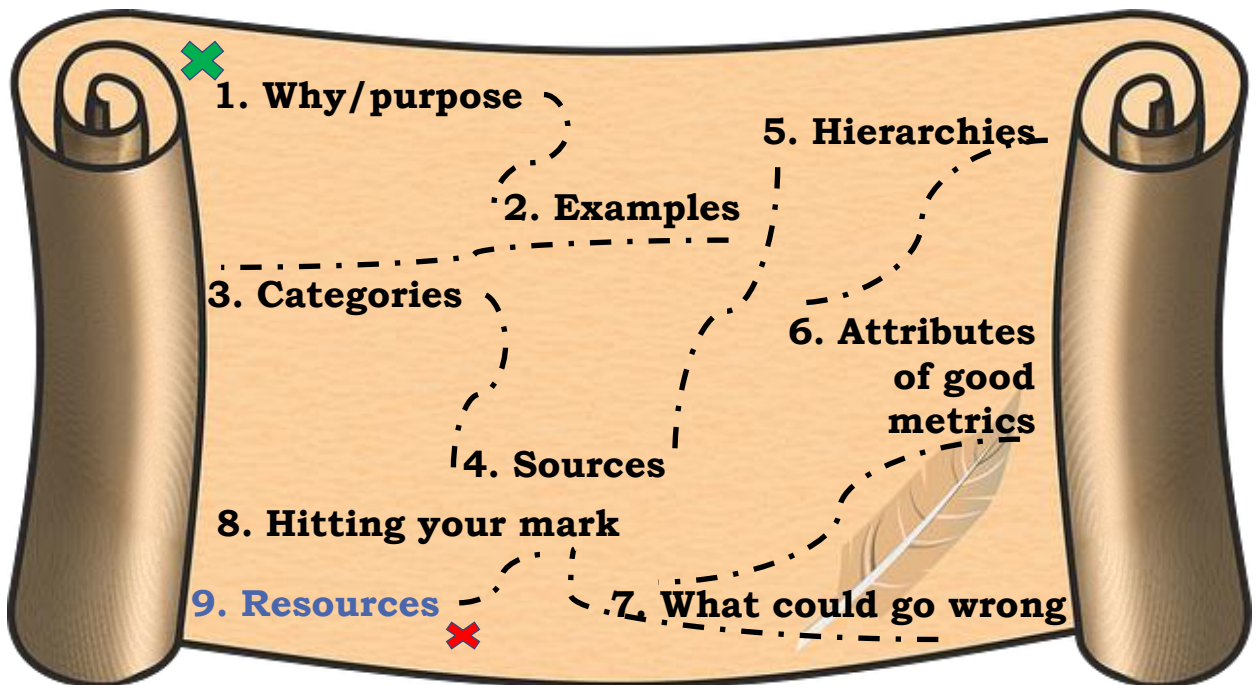 1. Why/purpose
2. Examples
3. Categories
4. Sources
5. Hierarchies
6. Attributes
of good
metrics
7. What could go wrong
8. Hitting your mark
9. Resources